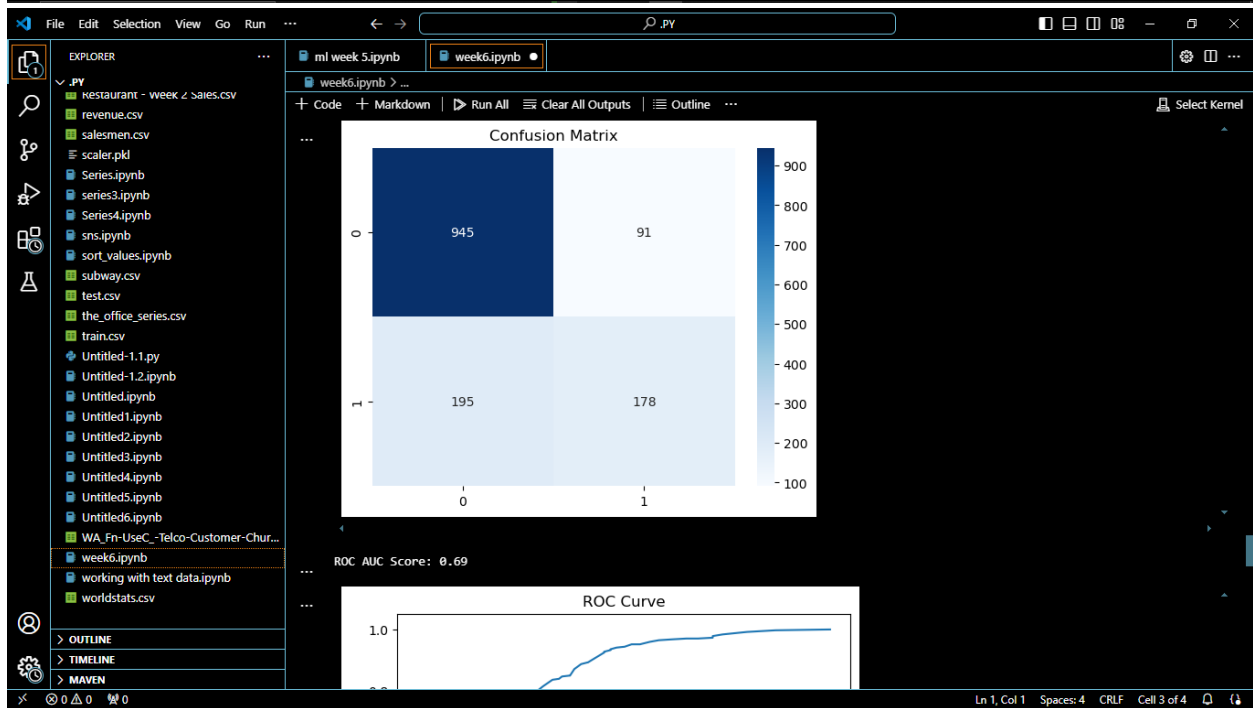 File Edit Selection View Go Run ··· .PY
EXPLORER ···
ml week 5.ipynb week6.ipynb
.PY
week6.ipynb > ...
Restaurant - Week 2 Sales.csv
+ Code + Markdown | Run All Clear All Outputs | Outline ··· Select Kernel
revenue.csv
salesmen.csv
scaler.pkl
Series.ipynb
series3.ipynb
Series4.ipynb
sns.ipynb
sort_values.ipynb
subway.csv
test.csv
the_office_series.csv
train.csv
Untitled-1.1.py
Untitled-1.2.ipynb
Untitled.ipynb
Untitled1.ipynb
Untitled2.ipynb
Untitled3.ipynb
Untitled4.ipynb
Untitled5.ipynb
Untitled6.ipynb
WA_Fn-UseC_-Telco-Customer-Chur...
week6.ipynb
working with text data.ipynb
worldstats.csv
OUTLINE
TIMELINE
MAVEN
1
...
Confusion Matrix
0 945 91
1 195 178
0 1
900
800
700
600
500
400
300
200
100
...
ROC AUC Score: 0.69
...
ROC Curve
1.0
0 0 0
Ln 1, Col 1 Spaces: 4 CRLF Cell 3 of 4